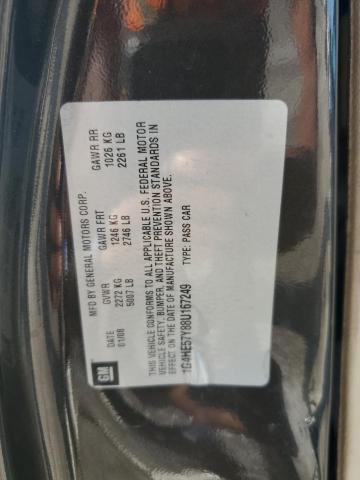 GM
MFD BY GENERAL MOTORS CORP.
DATE GVWR GAWR FRT GAWR RR
01/08 2272 KG 1246 KG 1026 KG
5007 LB 2746 LB 2261 LB
THIS VEHICLE CONFORMS TO ALL APPLICABLE U.S. FEDERAL MOTOR
VEHICLE SAFETY, BUMPER, AND THEFT PREVENTION STANDARDS IN
EFFECT ON THE DATE OF MANUFACTURE SHOWN ABOVE.
1G4HE57Y88U167249 TYPE: PASS CAR